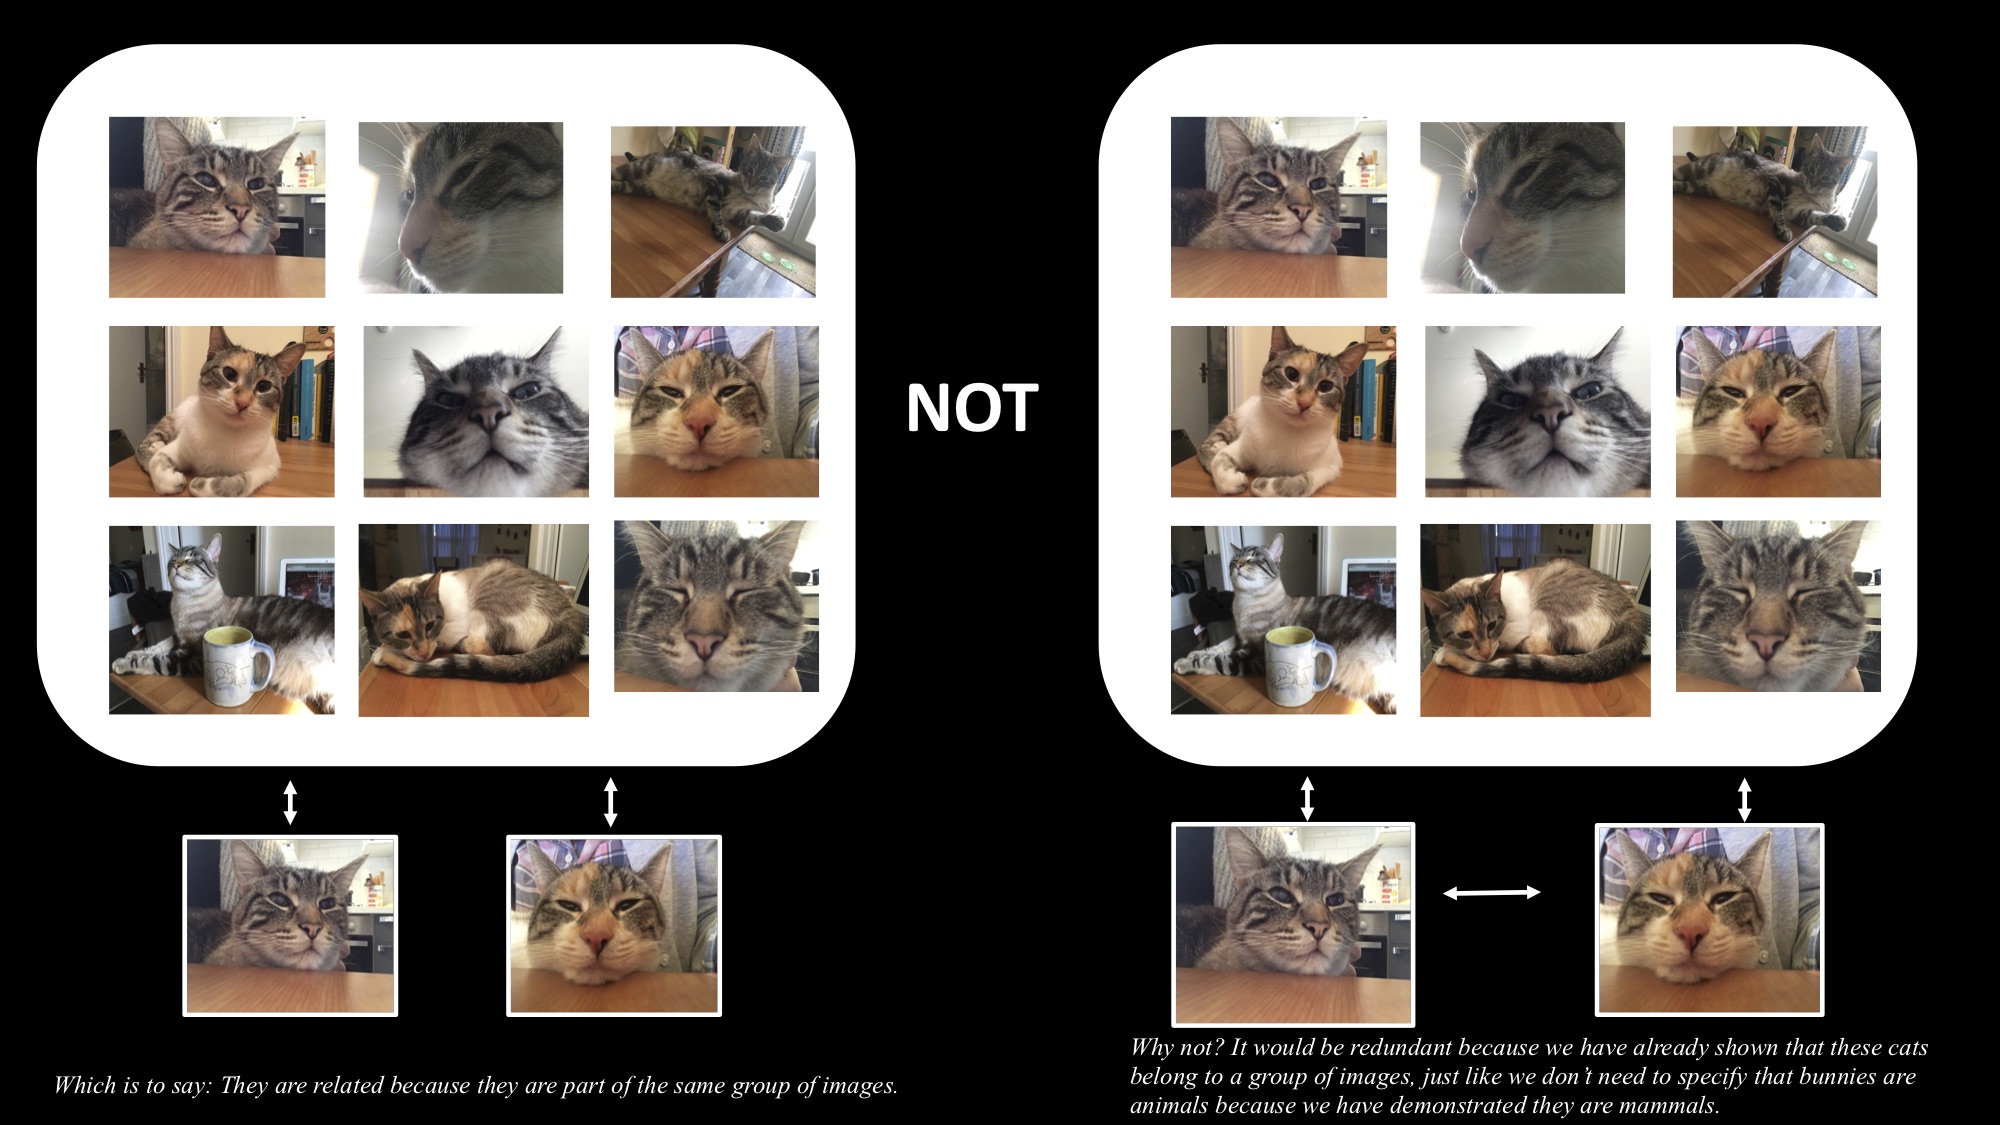 NOT
Which is to say: They are related because they are part of the same group of images.
Why not? It would be redundant because we have already shown that these cats
belong to a group of images, just like we don’t need to specify that bunnies are
animals because we have demonstrated they are mammals.